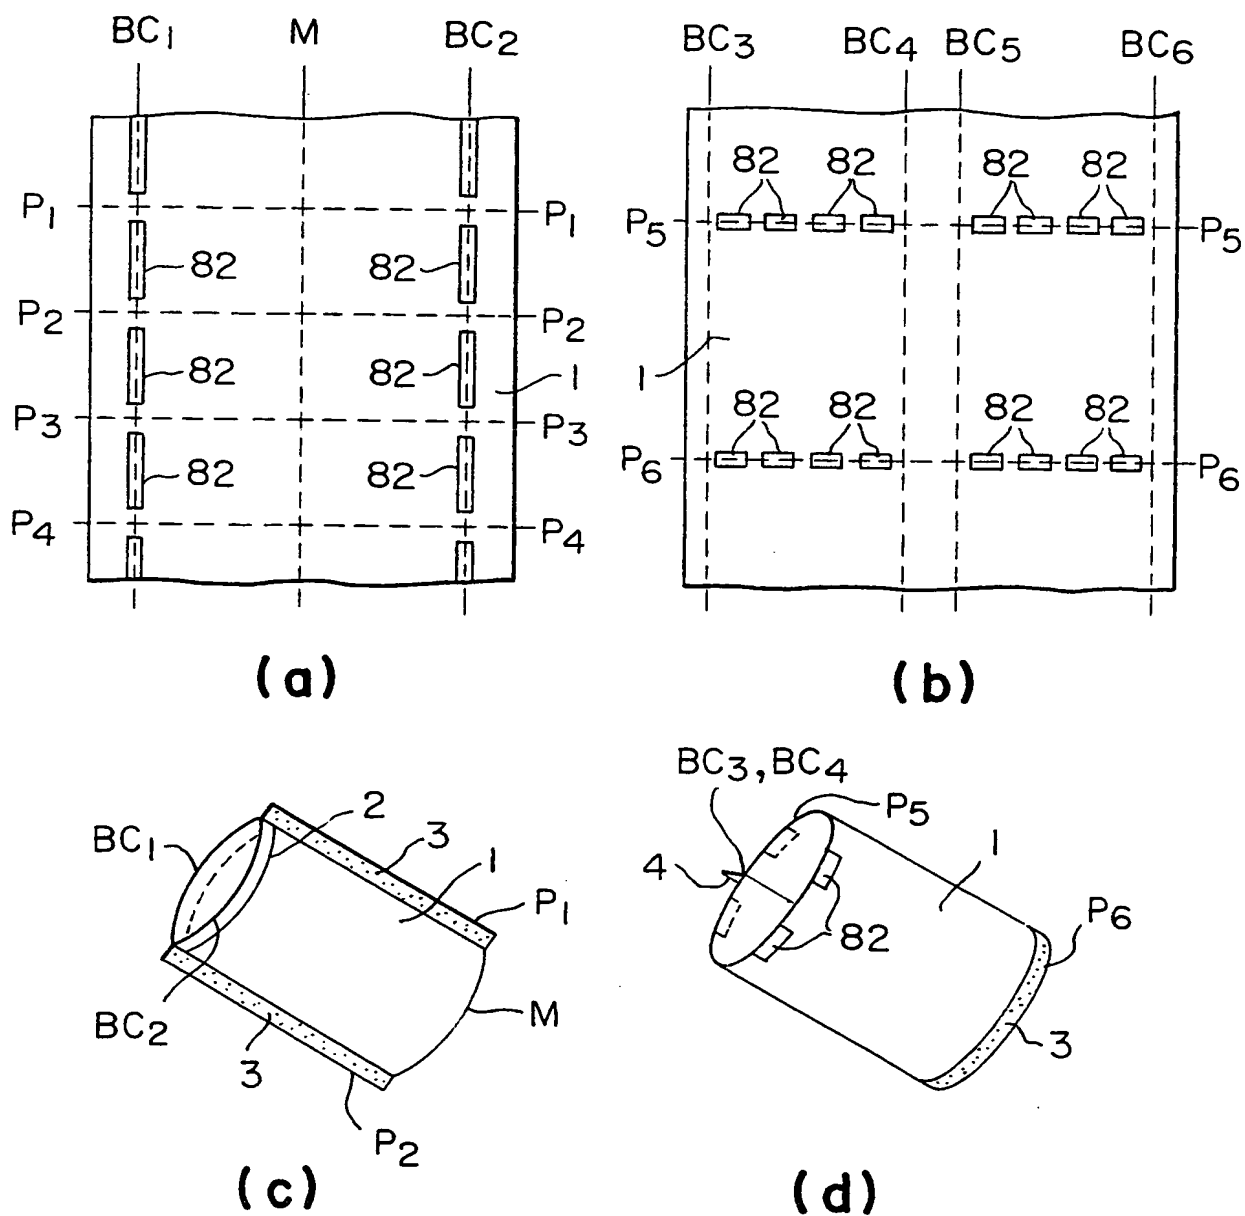 BC1 M BC2
P1 P1
82 82
P2 P2
82 82 1
P3 P3
82 82
P4 P4
(a)
BC3 BC4 BC5 BC6
82 82 82 82
P5 P5
1
82 82 82 82
P6 P6
(b)
2
BC1 3 1
P1
BC2 M
3
P2
(c)
BC3, BC4
P5
4 1
82 P6
3
(d)